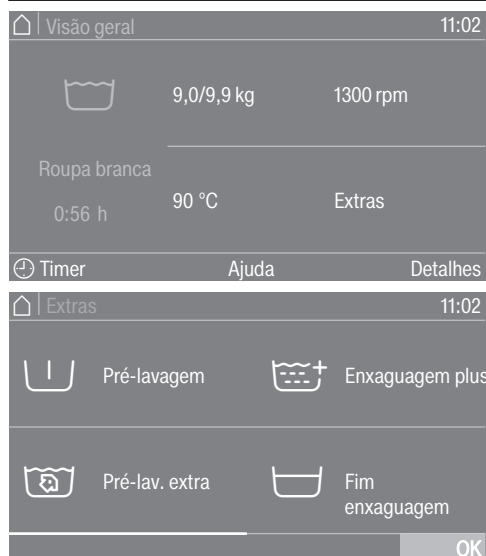 Visão geral 11:02
9,0/9,9 kg 1300 rpm
Roupa branca
0:56 h
90 °C Extras
Timer Ajuda Detalhes
Extras 11:02
Pré-lavagem Enxaguagem plus
Pré-lav. extra Fim
enxaguagem
OK